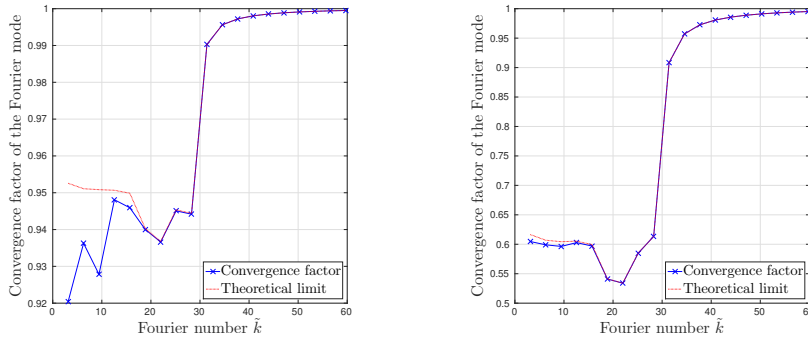 Convergence factor of the Fourier mode
1
0.99
0.98
0.97
0.96
0.95
0.94
0.93
0.92
0 10 20 30 40 50 60
Fourier number k̃
Convergence factor
Theoretical limit
Convergence factor of the Fourier mode
1
0.95
0.9
0.85
0.8
0.75
0.7
0.65
0.6
0.55
0.5
0 10 20 30 40 50 60
Fourier number k̃
Convergence factor
Theoretical limit